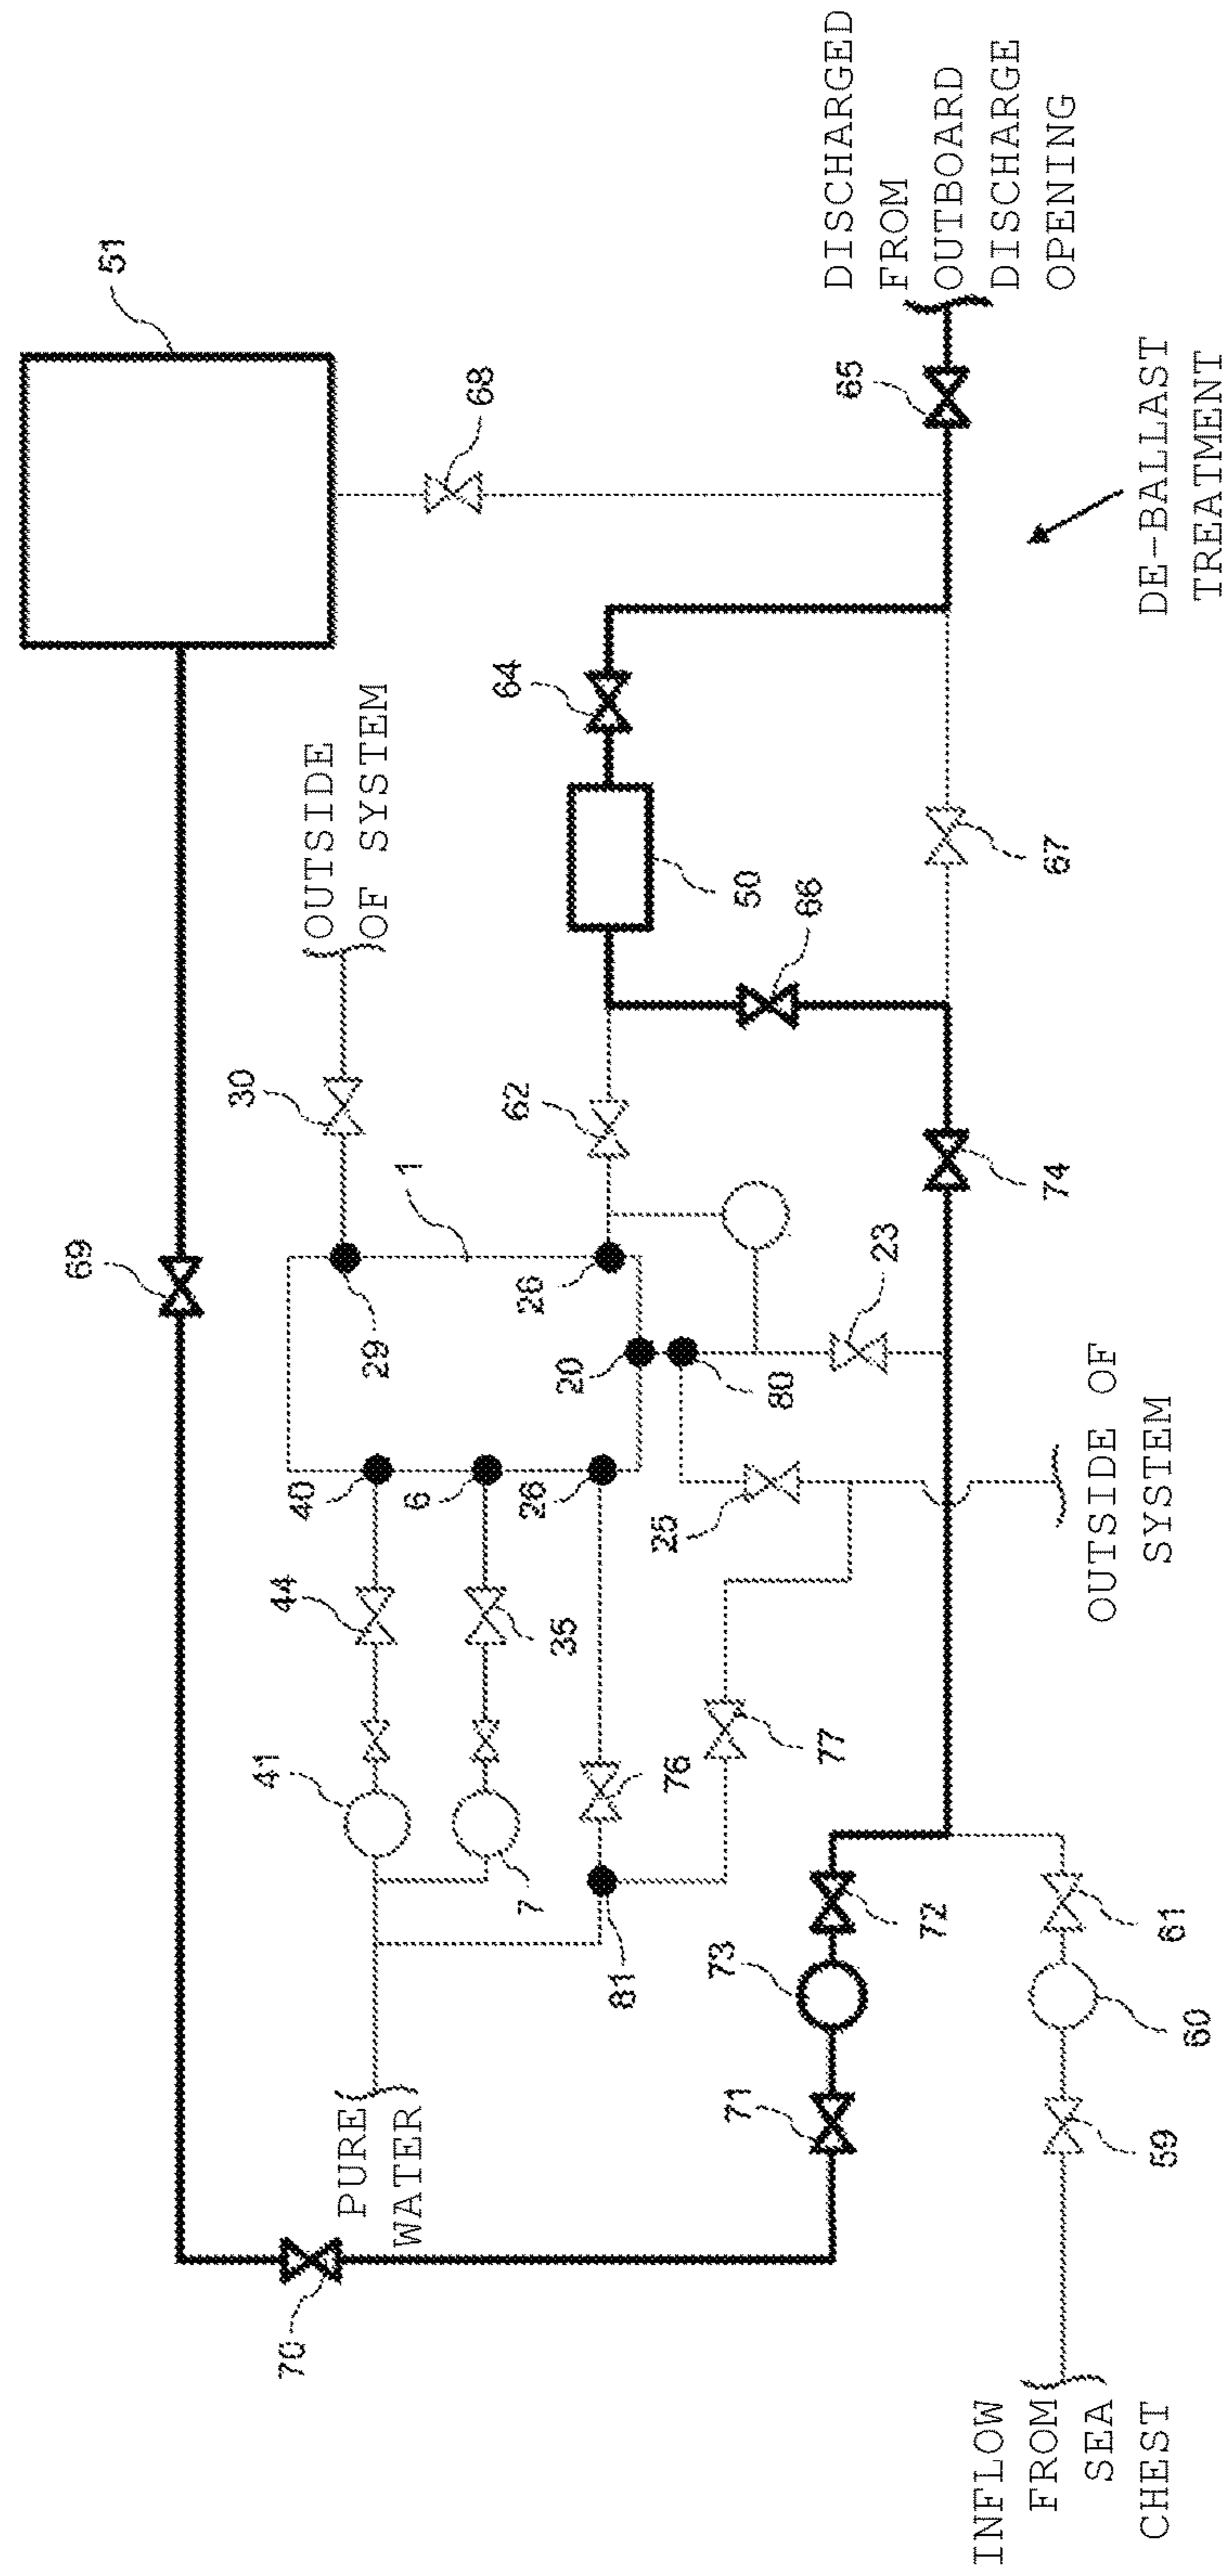 51
69
30
OUTSIDE
OF SYSTEM
41
44
70
PURE
WATER
29
40
1
68
6
7
35
26
26
62
64
20
81
76
25
50
71
73
80
77
66
72
23
65
DISCHARGED
FROM
OUTBOARD
DISCHARGE
OPENING
74
67
INFLOW
FROM
SEA
CHEST
59
60
61
OUTSIDE OF
SYSTEM
DE-BALLAST
TREATMENT